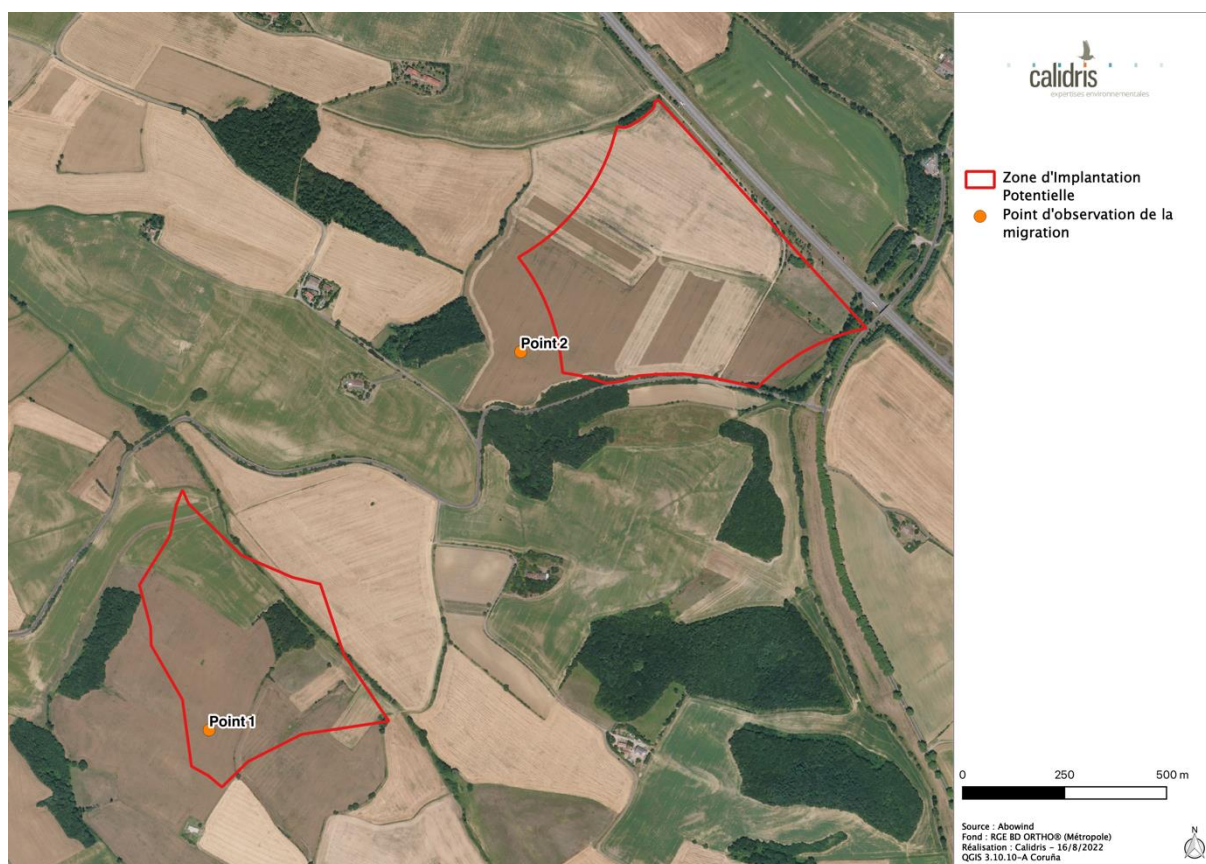 calidris
expertises environnementales
Zone d'Implantation
Potentielle
Point d'observation de la
migration
Point 2
Point 1
0 250 500 m
Source : Abowind
Fond : RGE BD ORTHO® (Métropole)
Réalisation : Calidris - 16/8/2022
QGIS 3.10.10-A Coruña
N